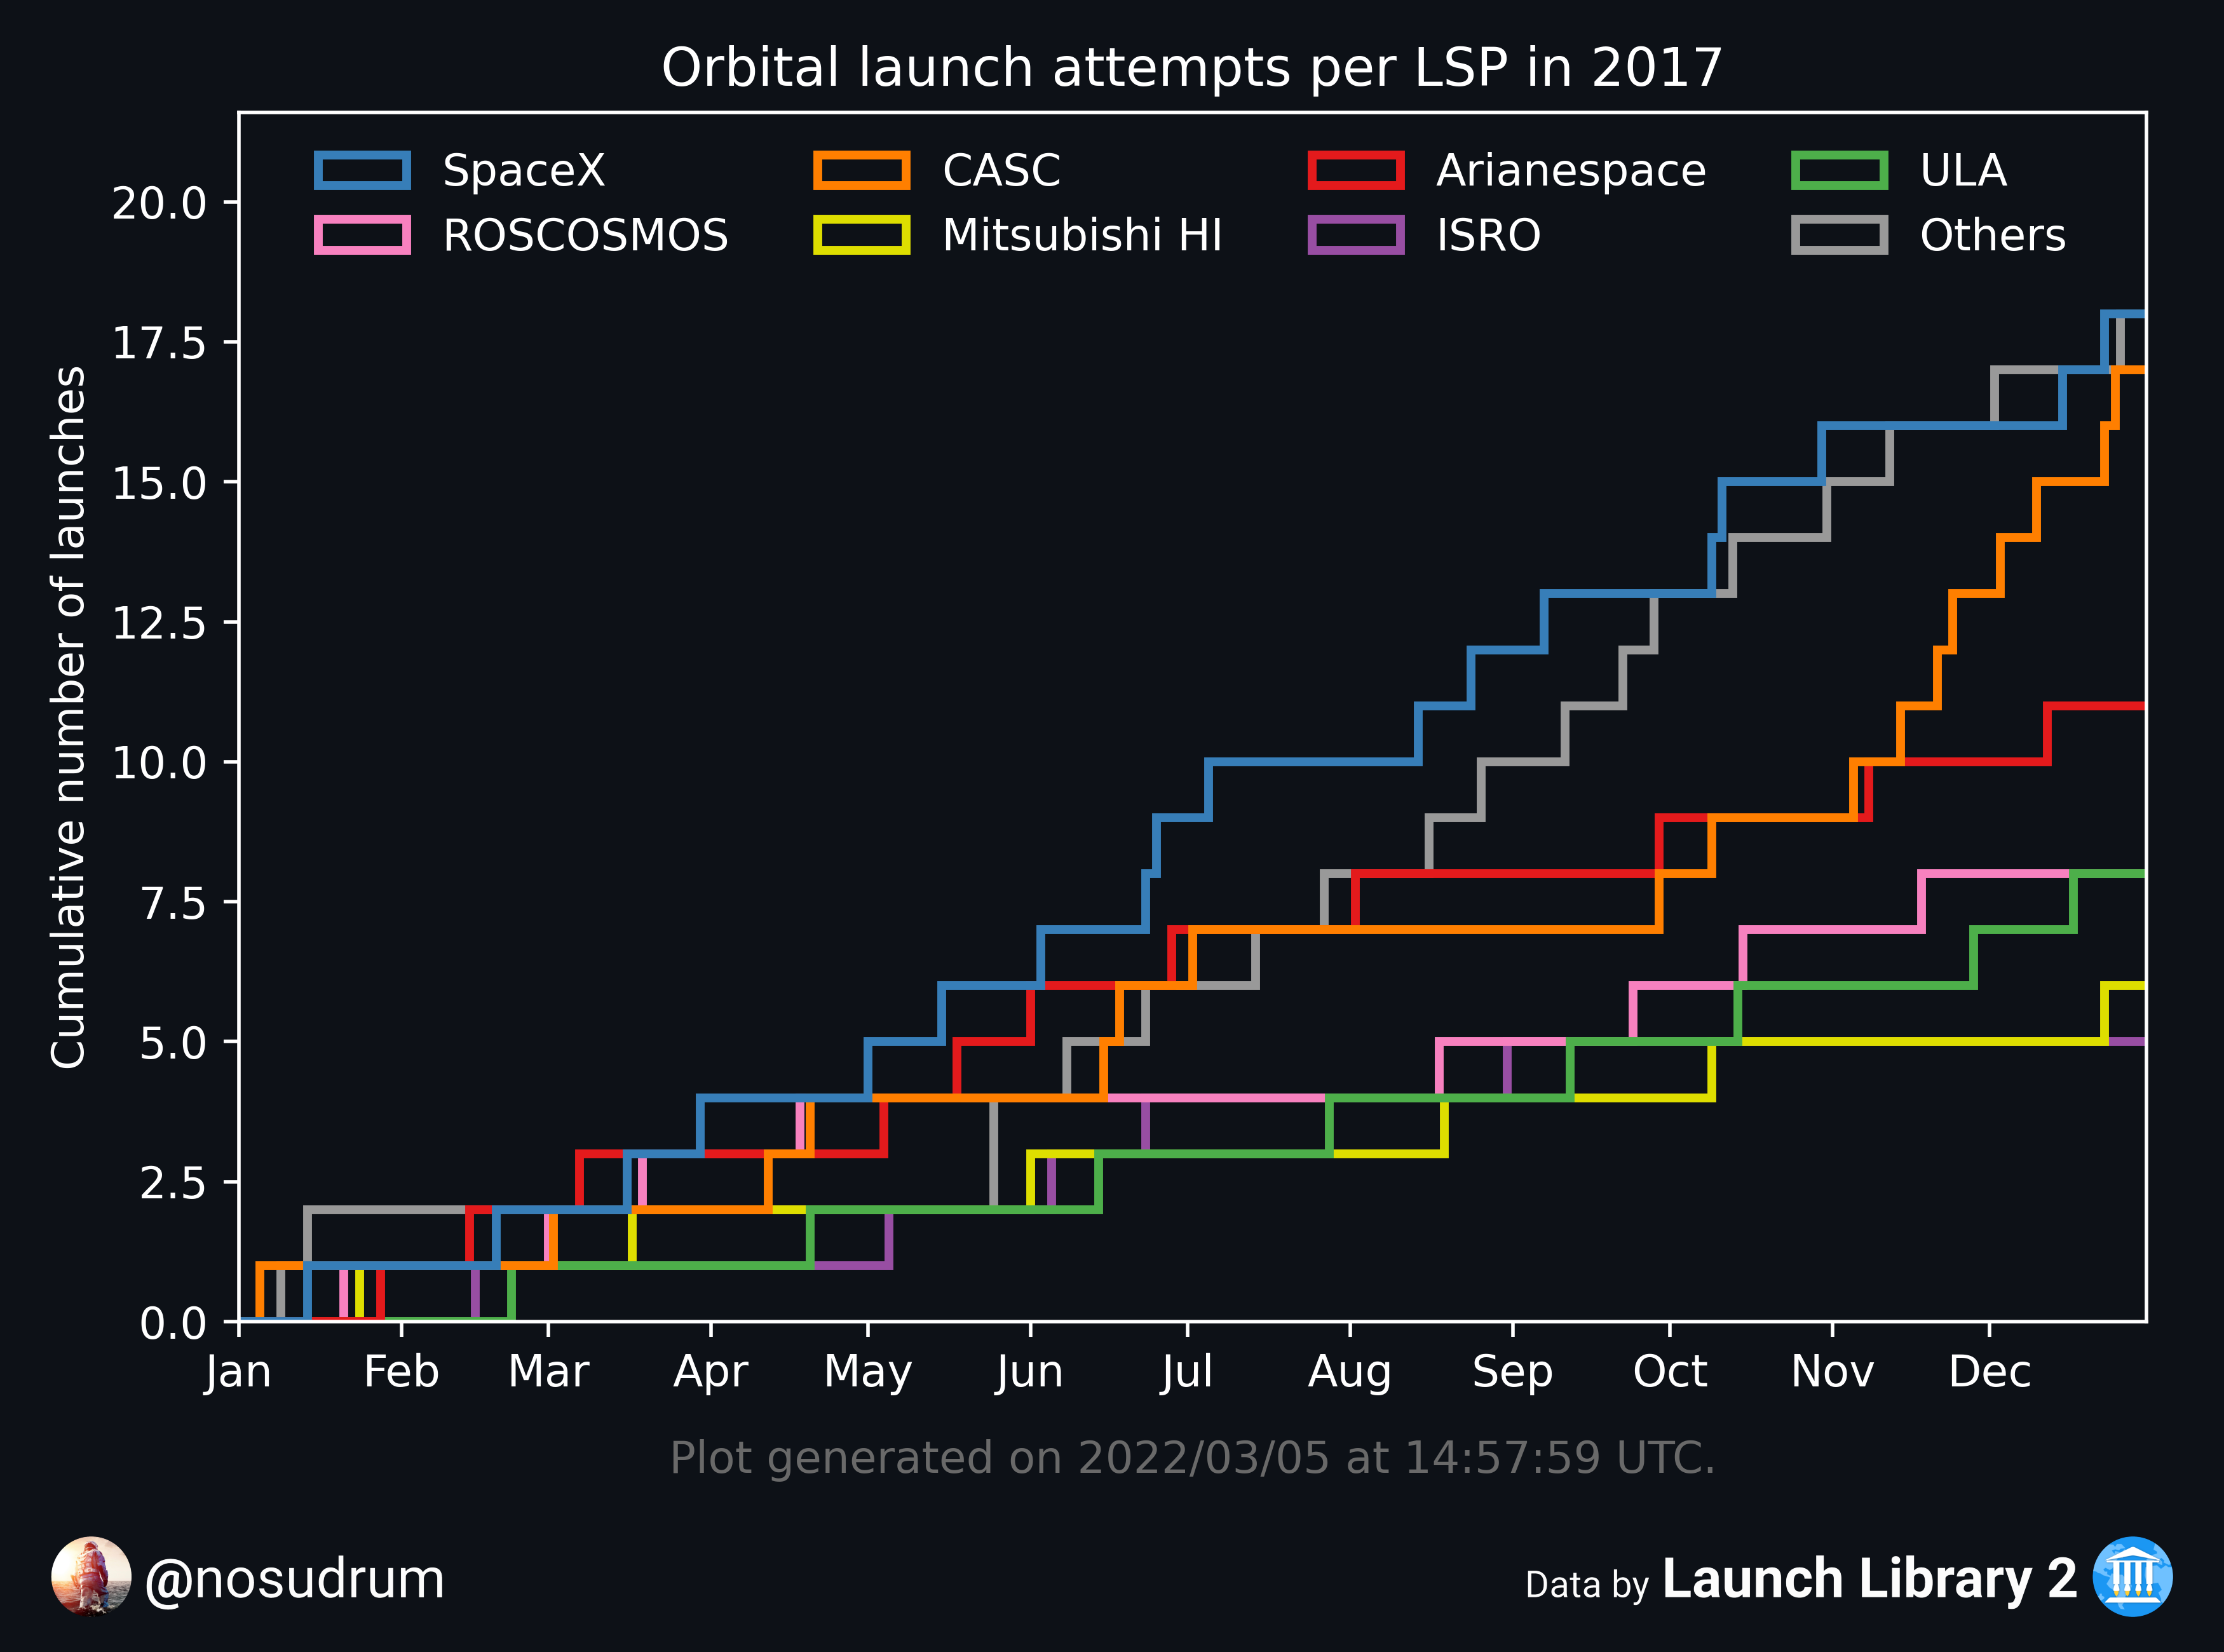 Orbital launch attempts per LSP in 2017
SpaceX CASC Arianespace ULA
ROSCOSMOS Mitsubishi HI ISRO Others
Cumulative number of launches
20.0
17.5
15.0
12.5
10.0
7.5
5.0
2.5
0.0
Jan Feb Mar Apr May Jun Jul Aug Sep Oct Nov Dec
Plot generated on 2022/03/05 at 14:57:59 UTC.
@nosudrum
Data by Launch Library 2